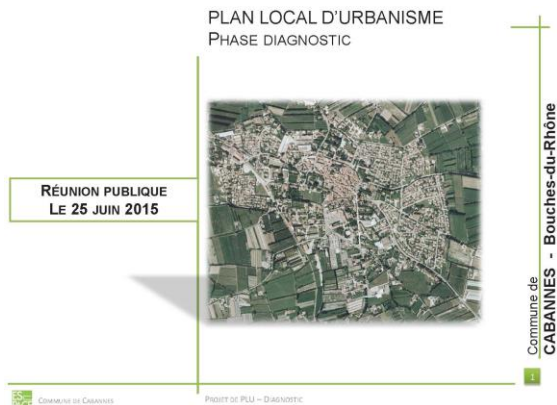 PLAN LOCAL D'URBANISME
PHASE DIAGNOSTIC
RÉUNION PUBLIQUE
LE 25 JUIN 2015
Commune de
CABANNES - Bouches-du-Rhône
1
COMMUNE DE CABANNES
PROJET DE PLU – DIAGNOSTIC